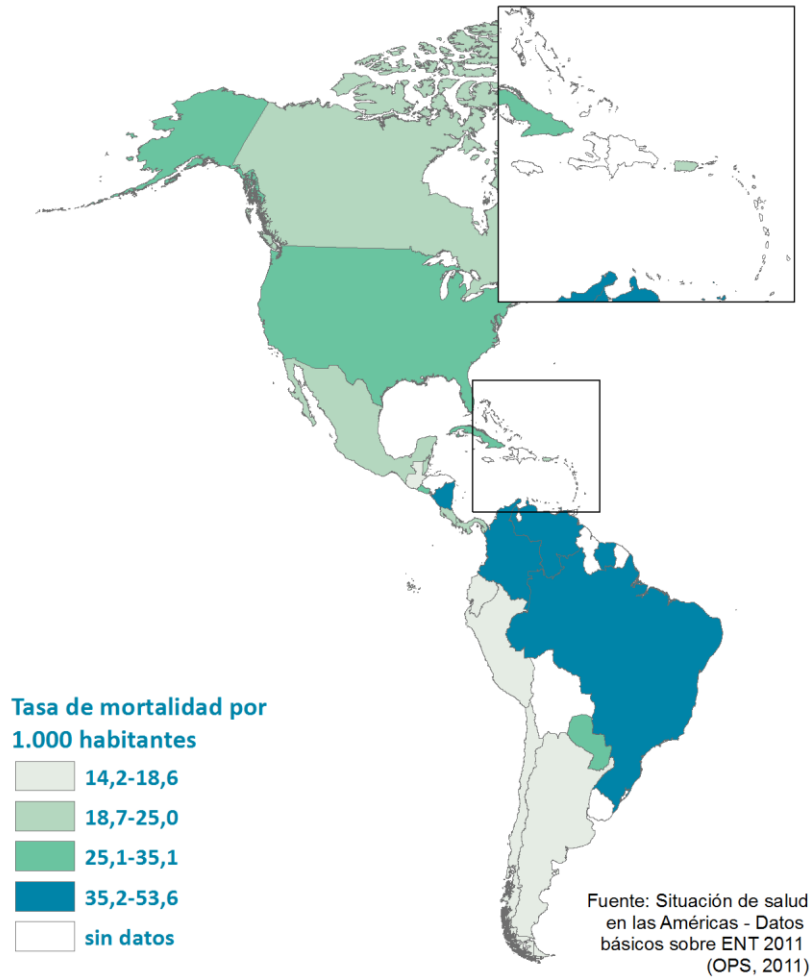 Tasa de mortalidad por
1.000 habitantes
14,2-18,6
18,7-25,0
25,1-35,1
35,2-53,6
sin datos
Fuente: Situación de salud
en las Américas - Datos
básicos sobre ENT 2011
(OPS, 2011)